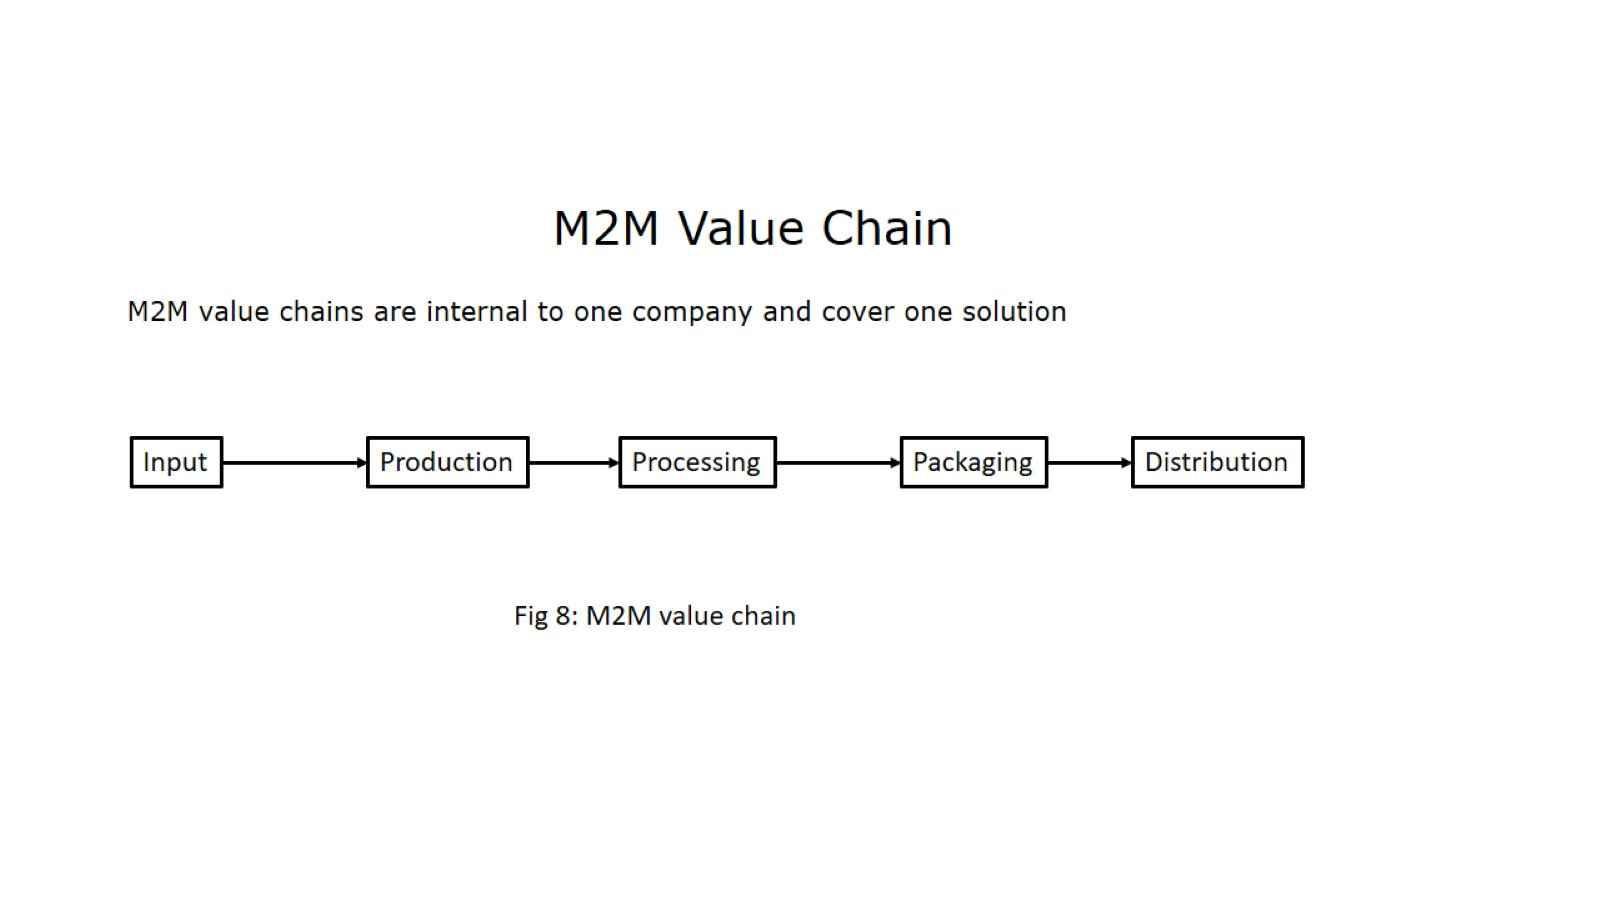 M2M Value Chain
M2M value chains are internal to one company and cover one solution
Input Production Processing Packaging Distribution
Fig 8: M2M value chain